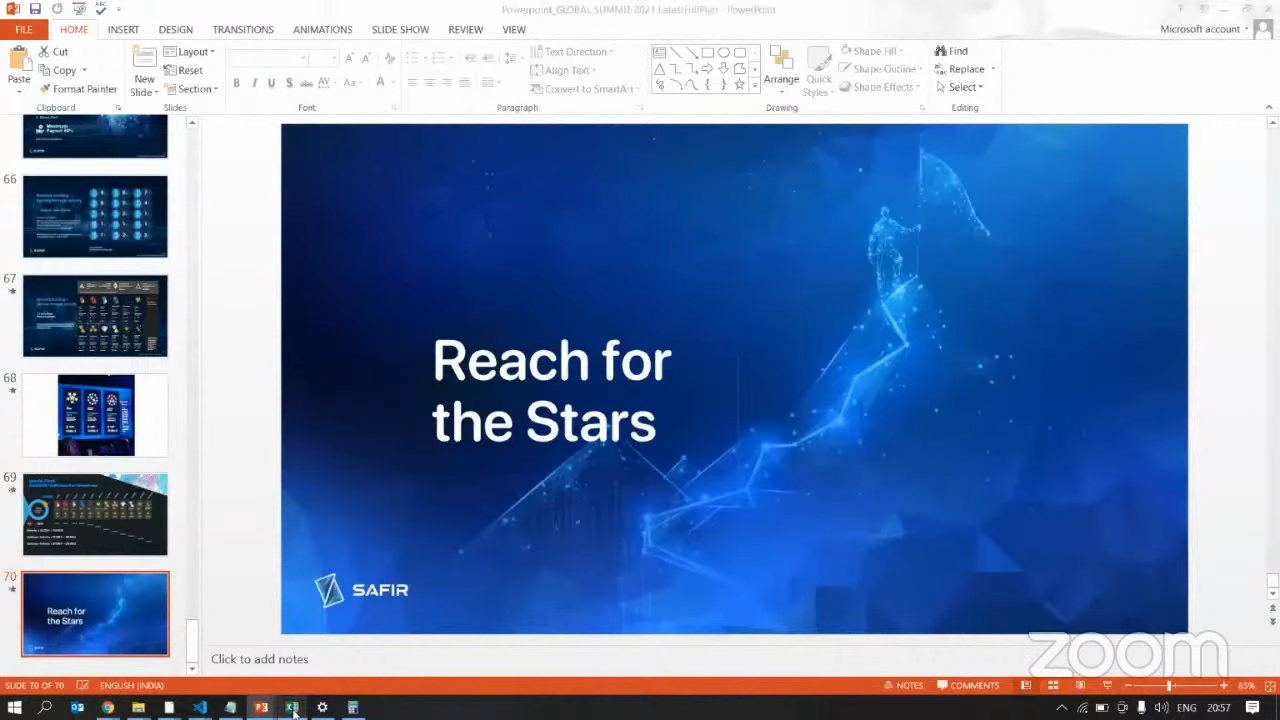 Powerpoint_GLOBAL SUMMIT 2021 LatestFullPlan - PowerPoint
FILE HOME INSERT DESIGN TRANSITIONS ANIMATIONS SLIDE SHOW REVIEW VIEW Microsoft account
Paste
Cut
Copy
Format Painter
Clipboard
New
Slide
Layout
Reset
Section
Slides
Font
Text Direction
Align Text
Convert to SmartArt
Paragraph
Arrange
Quick
Styles
Shape Fill
Shape Outline
Shape Effects
Drawing
Find
Replace
Select
Editing
66
67
68
69
70
Reach for
the Stars
Reach for
the Stars
SAFIR
Click to add notes
zoom
SLIDE 70 OF 70 ENGLISH (INDIA) NOTES COMMENTS 85%
ENG 20:57